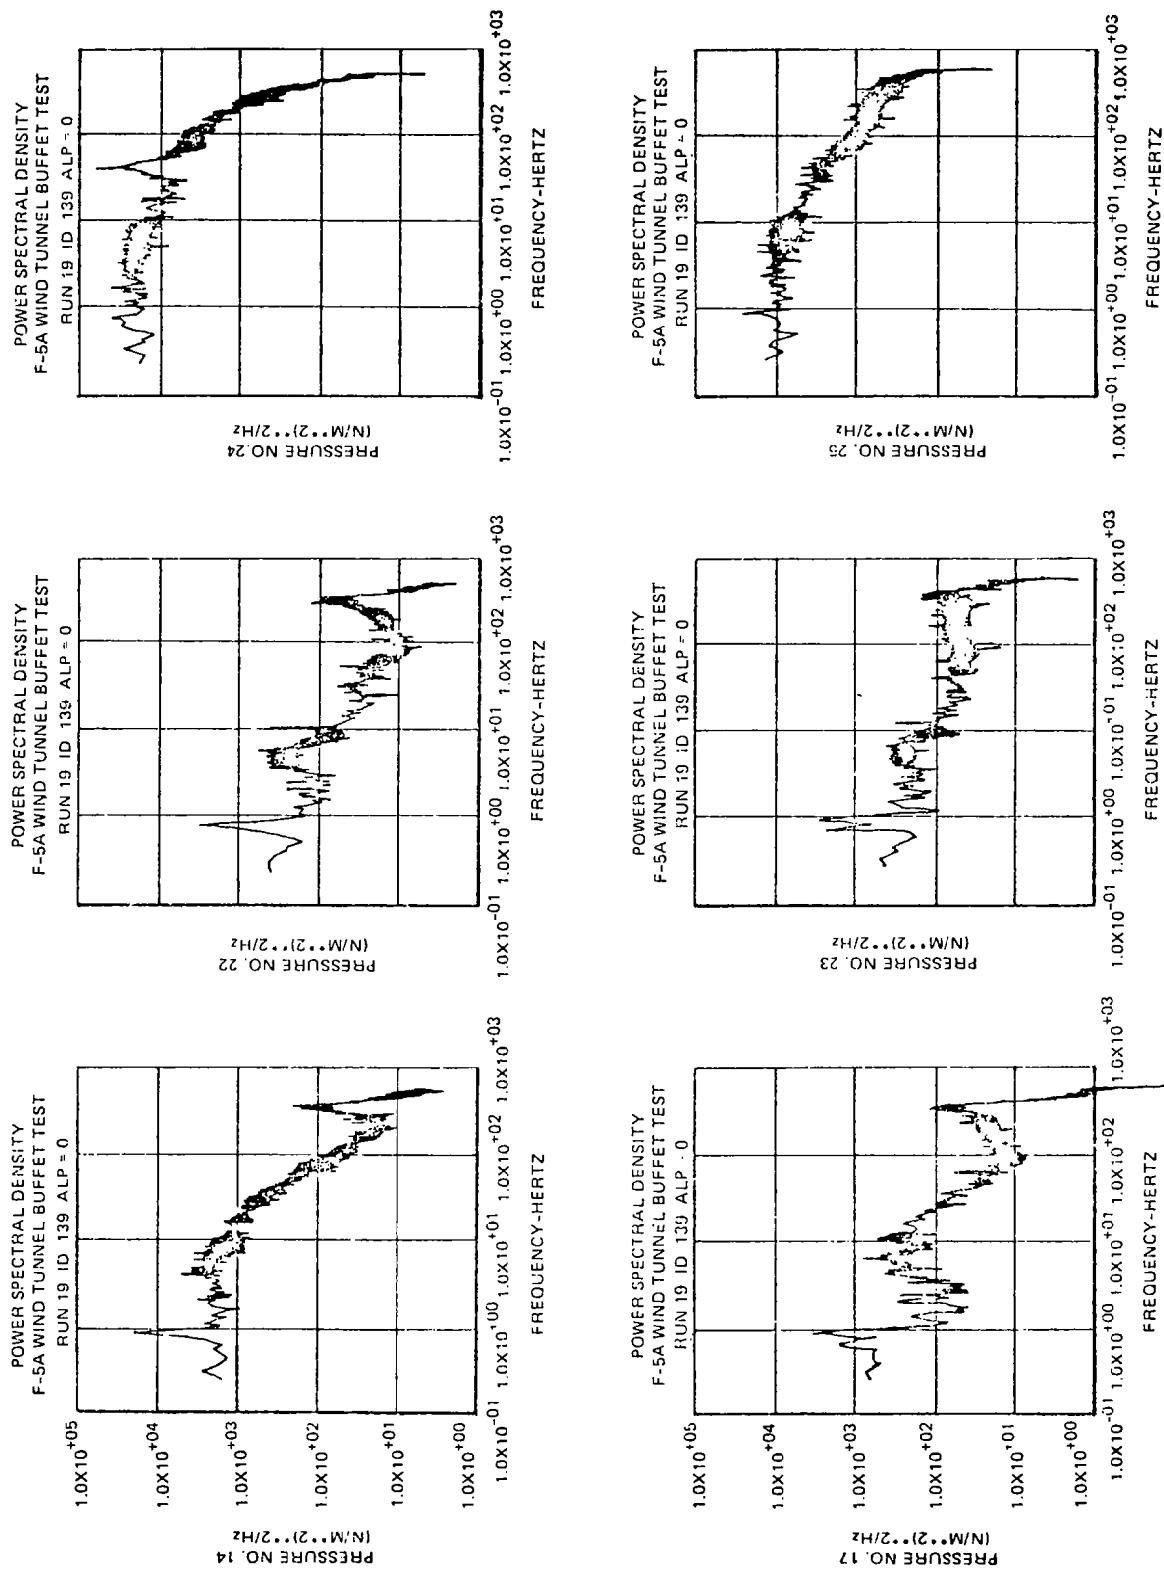 POWER SPECTRAL DENSITY
F-5A WIND TUNNEL BUFFET TEST
RUN 19 ID 139 ALP = 0
PRESSURE NO. 14
(N/M**2)**2/Hz
1.0X10+05
1.0X10+04
1.0X10+03
1.0X10+02
1.0X10+01
1.0X10+00
1.0X10-01 1.0X10+00 1.0X10+01 1.0X10+02 1.0X10+03
FREQUENCY-HERTZ
POWER SPECTRAL DENSITY
F-5A WIND TUNNEL BUFFET TEST
RUN 19 ID 139 ALP = 0
PRESSURE NO. 22
(N/M**2)**2/Hz
1.0X10-01 1.0X10+00 1.0X10+01 1.0X10+02 1.0X10+03
FREQUENCY-HERTZ
POWER SPECTRAL DENSITY
F-5A WIND TUNNEL BUFFET TEST
RUN 19 ID 139 ALP = 0
PRESSURE NO. 24
(N/M**2)**2/Hz
1.0X10-01 1.0X10+00 1.0X10+01 1.0X10+02 1.0X10+03
FREQUENCY-HERTZ
POWER SPECTRAL DENSITY
F-5A WIND TUNNEL BUFFET TEST
RUN 19 ID 139 ALP = 0
PRESSURE NO. 17
(N/M**2)**2/Hz
1.0X10+05
1.0X10+04
1.0X10+03
1.0X10+02
1.0X10+01
1.0X10+00
1.0X10-01 1.0X10+00 1.0X10+01 1.0X10+02 1.0X10+03
FREQUENCY-HERTZ
POWER SPECTRAL DENSITY
F-5A WIND TUNNEL BUFFET TEST
RUN 19 ID 139 ALP = 0
PRESSURE NO. 23
(N/M**2)**2/Hz
1.0X10-01 1.0X10+00 1.0X10+01 1.0X10+02 1.0X10+03
FREQUENCY-HERTZ
POWER SPECTRAL DENSITY
F-5A WIND TUNNEL BUFFET TEST
RUN 19 ID 139 ALP = 0
PRESSURE NO. 25
(N/M**2)**2/Hz
1.0X10-01 1.0X10+00 1.0X10+01 1.0X10+02 1.0X10+03
FREQUENCY-HERTZ